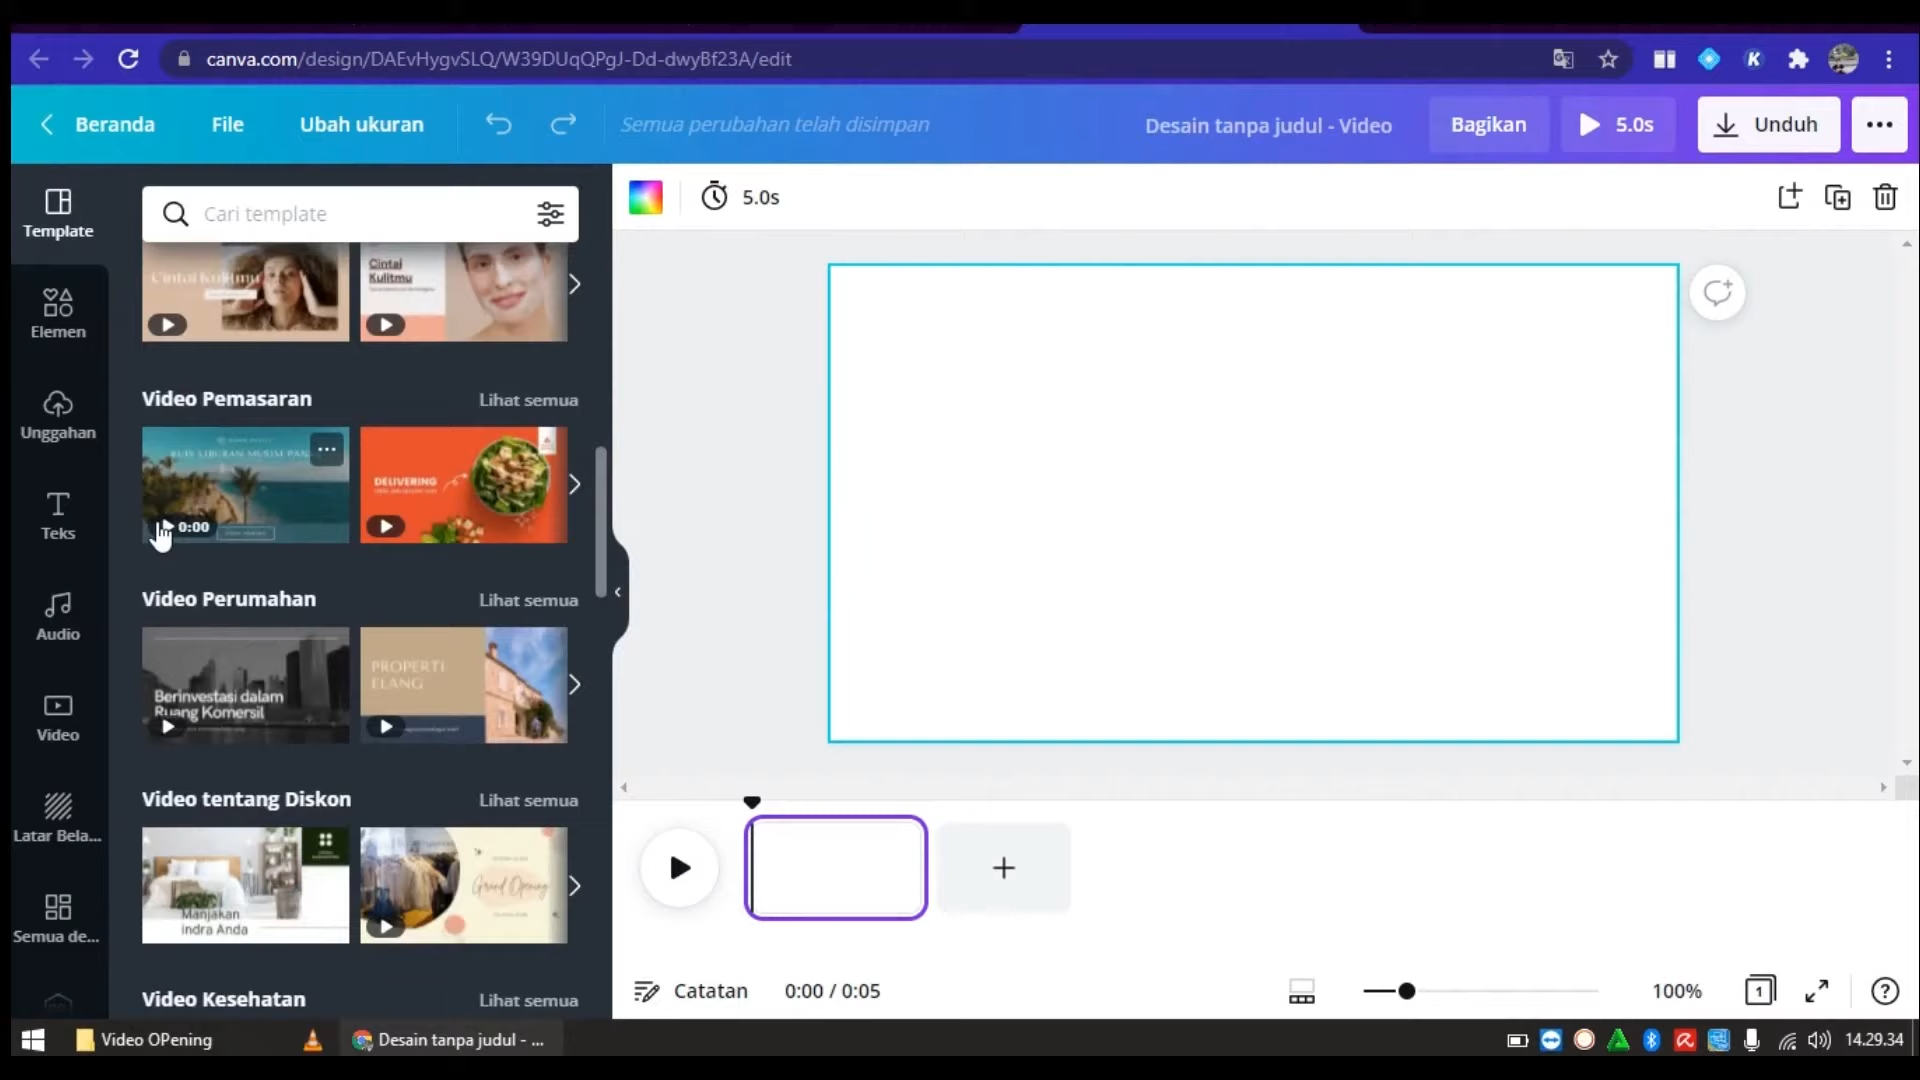 canva.com/design/DAEvHygvSLQ/W39DUqQPgJ-Dd-dwyBf23A/edit
Beranda
File
Ubah ukuran
Semua perubahan telah disimpan
Desain tanpa judul - Video
Bagikan
5.0s
Unduh
Template
Elemen
Unggahan
Teks
Audio
Video
Latar Bela...
Semua de...
Cari template
Cintai Kulitmu
Cintai
Kulitmu
Video Pemasaran
Lihat semua
0:00
DELIVERING
Video Perumahan
Lihat semua
Berinvestasi dalam
Ruang Komersil
PROPERTI
ELANG
Video tentang Diskon
Lihat semua
Manjakan
indra Anda
Grand Opening
Video Kesehatan
Lihat semua
5.0s
Catatan
0:00 / 0:05
100%
1
Video OPening
Desain tanpa judul - ...
14.29.34